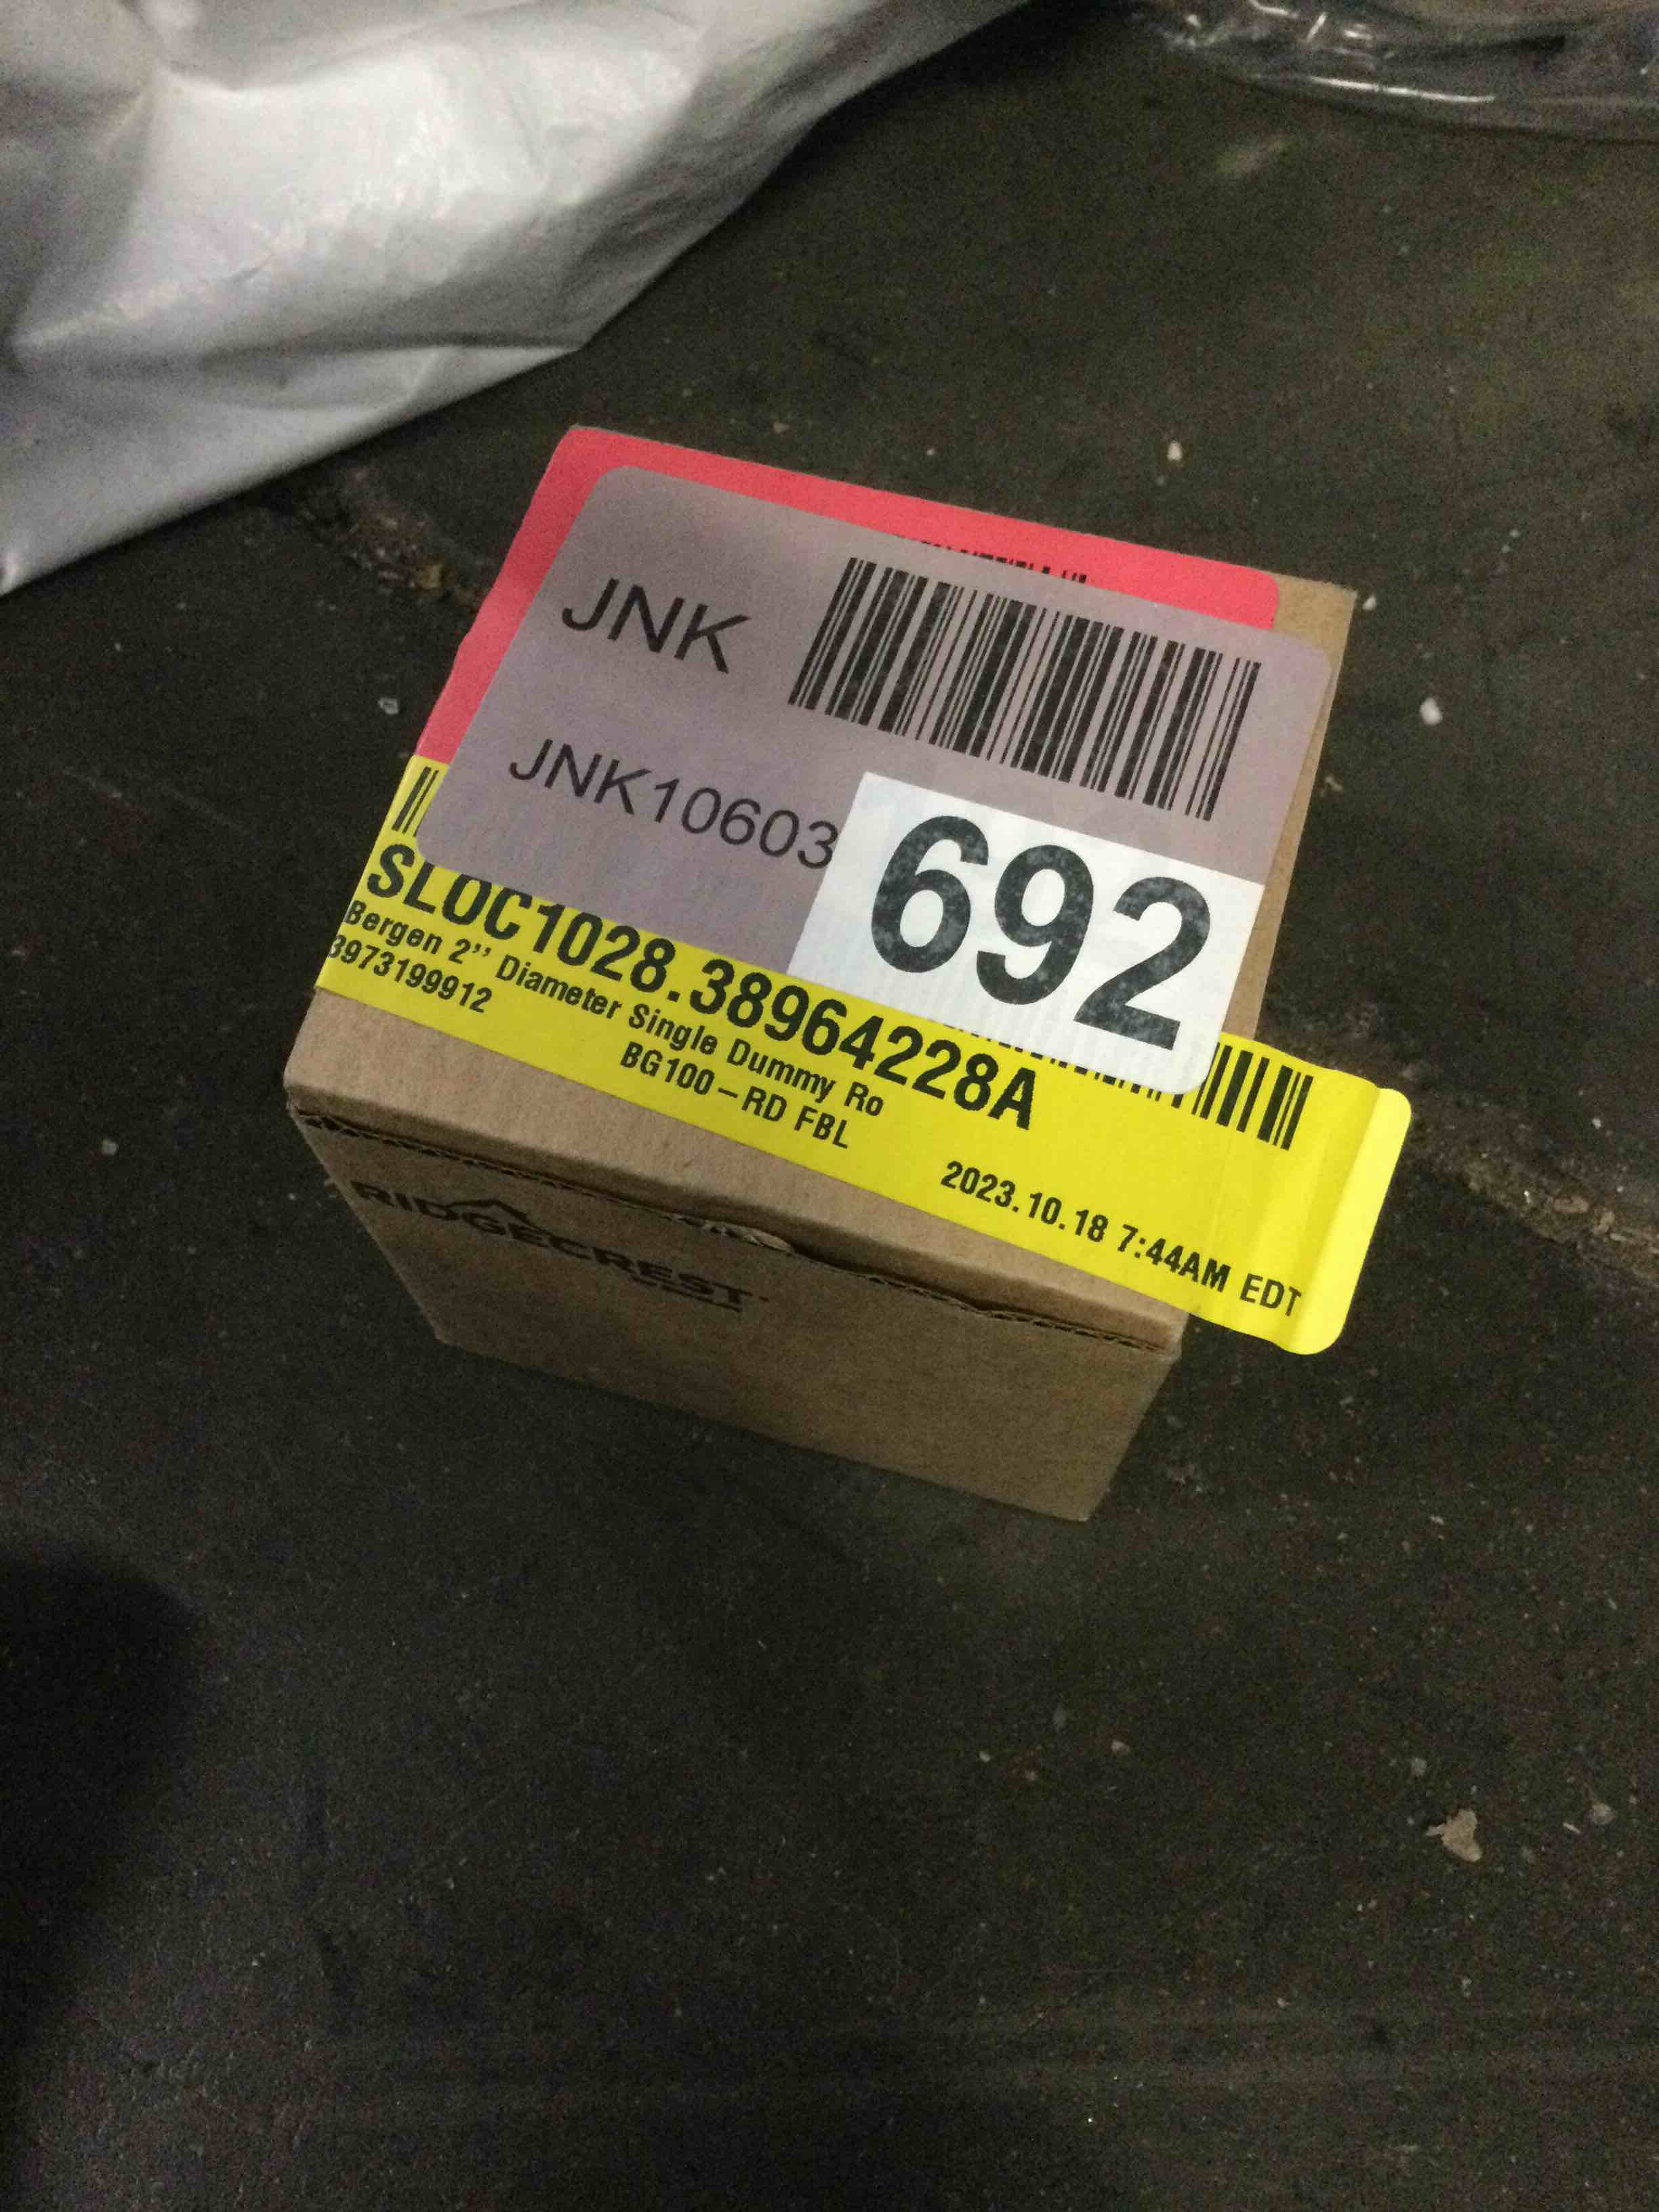 JNK
JNK10603
692
SLOC1028.38964228A
Bergen 2'' Diameter Single Dummy Ro
3973199912
BG100-RD FBL
2023.10.18 7:44AM EDT
RIDGECREST